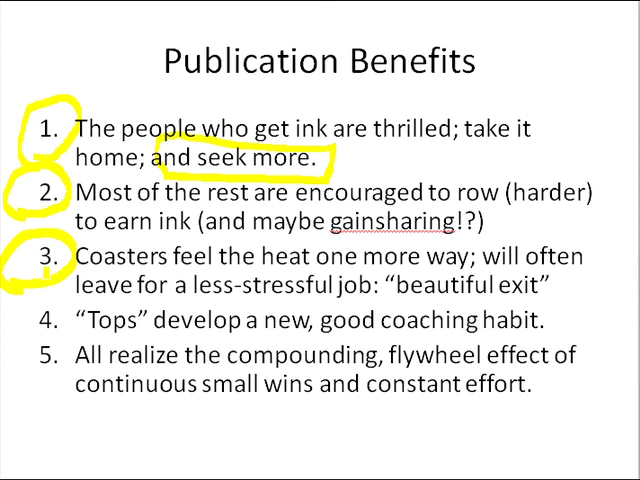 Publication Benefits
1. The people who get ink are thrilled; take it
home; and seek more.
2. Most of the rest are encouraged to row (harder)
to earn ink (and maybe gainsharing!?)
3. Coasters feel the heat one more way; will often
leave for a less-stressful job: “beautiful exit”
4. “Tops” develop a new, good coaching habit.
5. All realize the compounding, flywheel effect of
continuous small wins and constant effort.